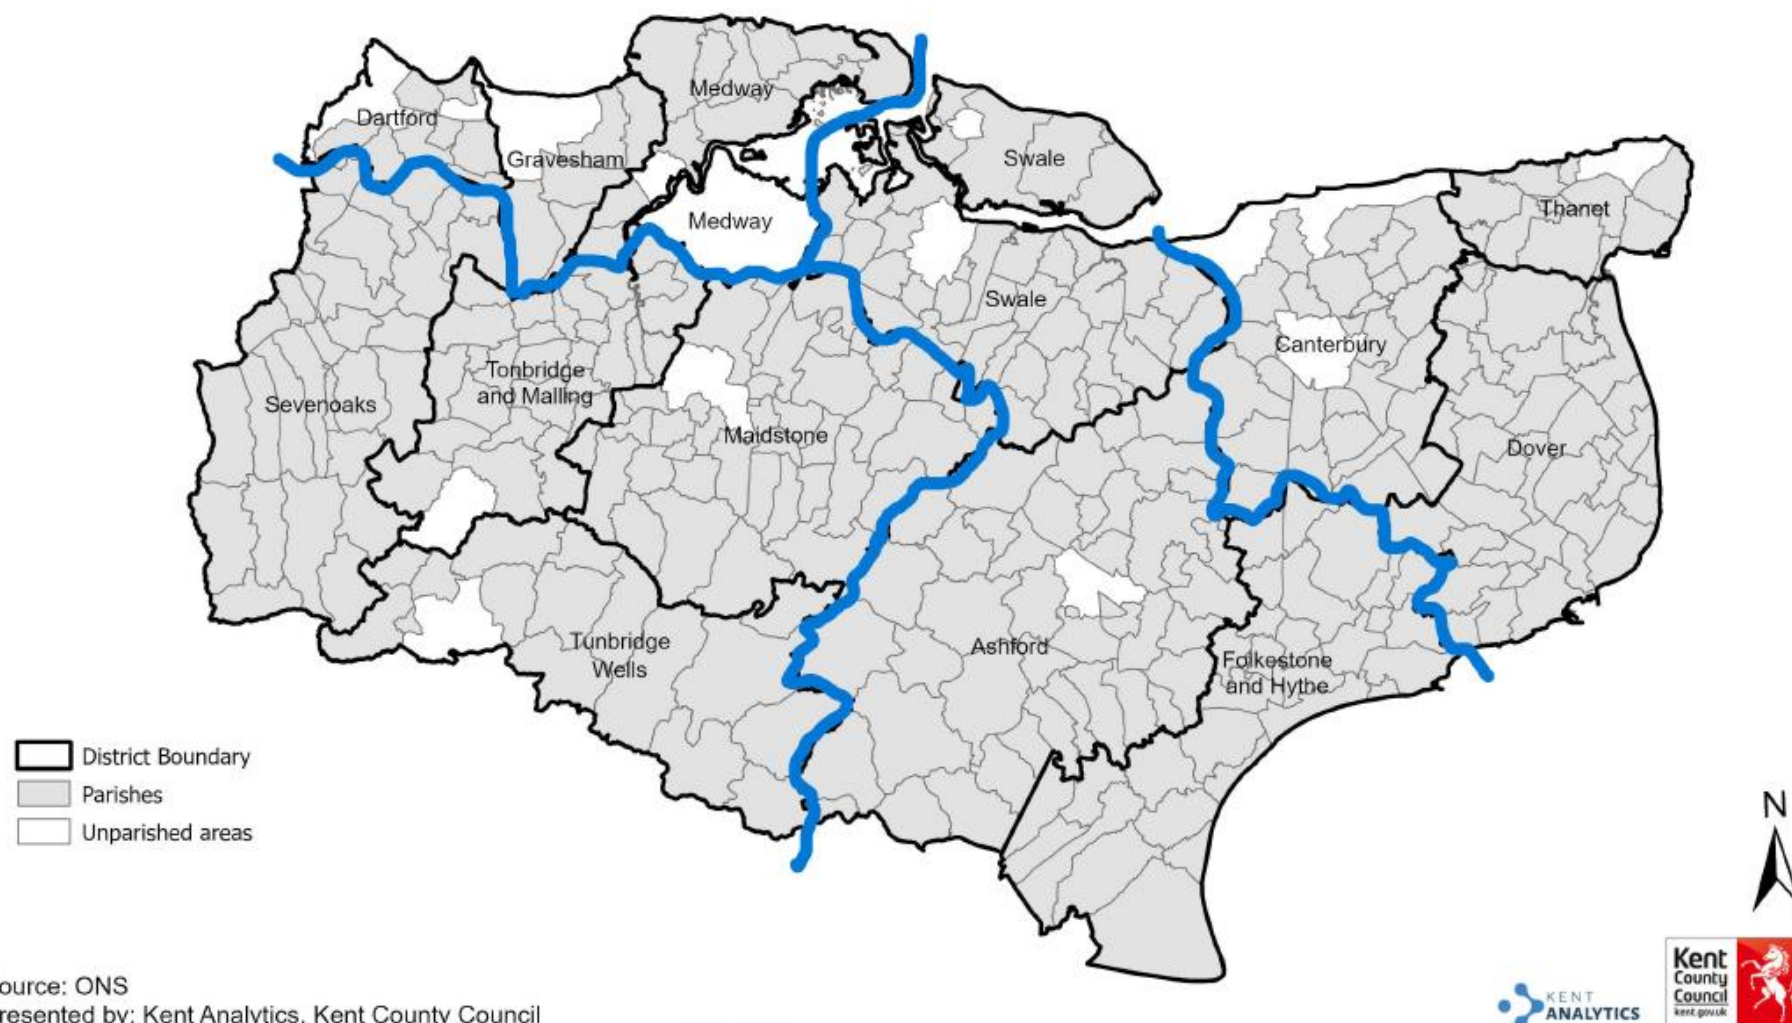 Medway
Dartford
Gravesham
Swale
Medway
Thanet
Swale
Canterbury
Tonbridge
and Malling
Sevenoaks
Maidstone
Dover
Tunbridge
Wells
Ashford
Folkestone
and Hythe
District Boundary
Parishes
Unparished areas
N
ource: ONS
resented by: Kent Analytics, Kent County Council
KENT
ANALYTICS
Kent
County
Council
kent.gov.uk